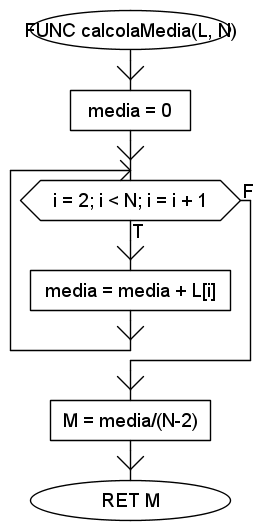 FUNC calcolaMedia(L, N)
media = 0
i = 2; i < N; i = i + 1
F
T
media = media + L[i]
M = media/(N-2)
RET M